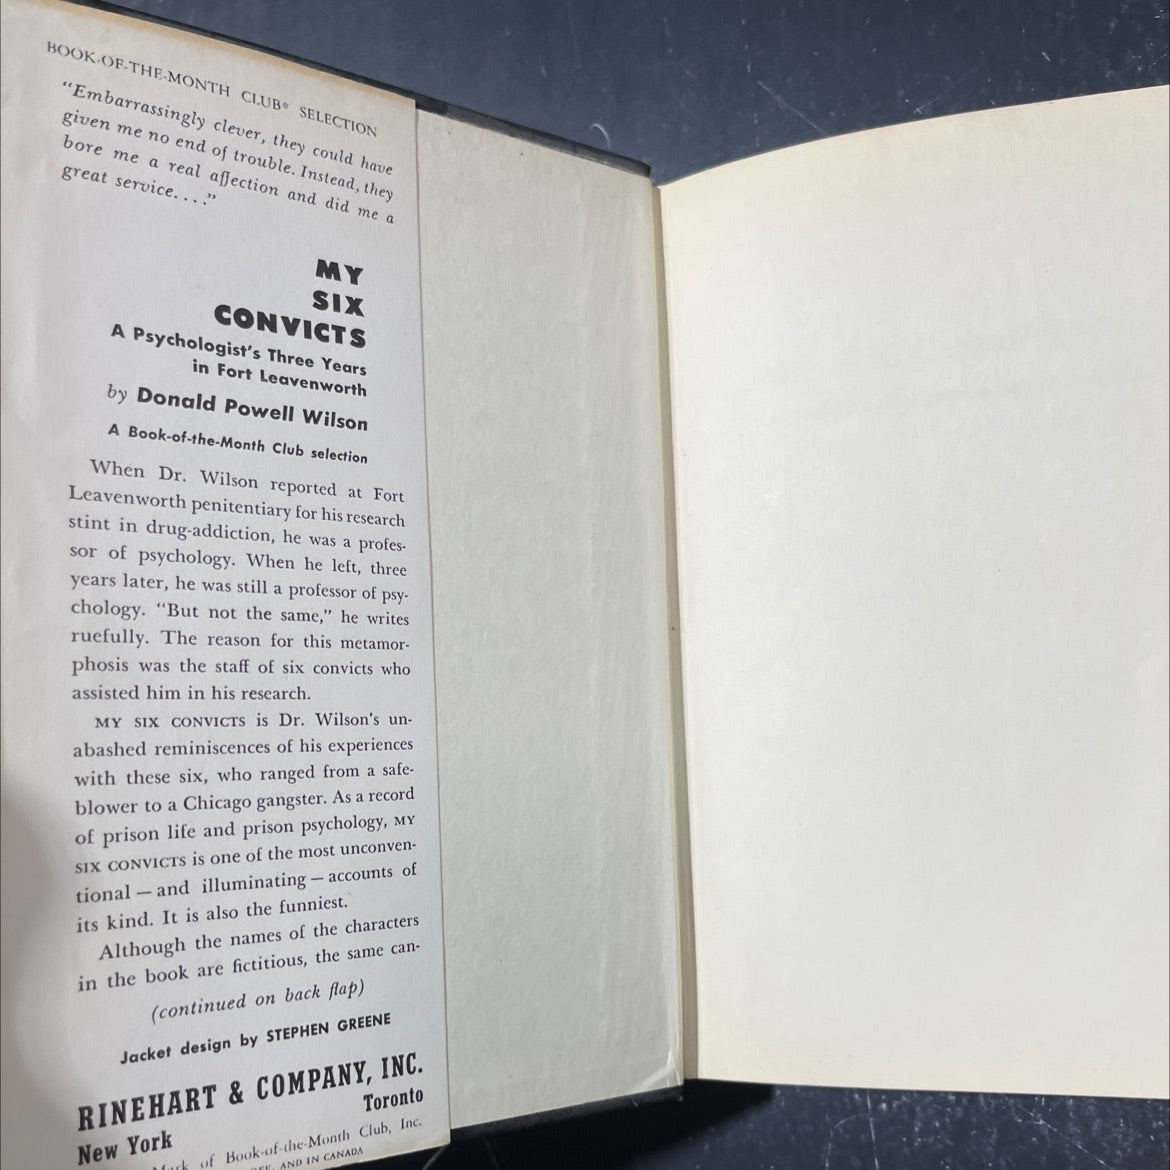 BOOK-OF-THE-MONTH CLUB® SELECTION
“Embarrassingly clever, they could have
given me no end of trouble. Instead, they
bore me a real affection and did me a
great service. . . .”
MY
SIX
CONVICTS
A Psychologist's Three Years
in Fort Leavenworth
by Donald Powell Wilson
A Book-of-the-Month Club selection
When Dr. Wilson reported at Fort
Leavenworth penitentiary for his research
stint in drug-addiction, he was a profes-
sor of psychology. When he left, three
years later, he was still a professor of psy-
chology. “But not the same,” he writes
ruefully. The reason for this metamor-
phosis was the staff of six convicts who
assisted him in his research.
MY SIX CONVICTS is Dr. Wilson's un-
abashed reminiscences of his experiences
with these six, who ranged from a safe-
blower to a Chicago gangster. As a record
of prison life and prison psychology, MY
SIX CONVICTS is one of the most unconven-
tional — and illuminating — accounts of
its kind. It is also the funniest.
Although the names of the characters
in the book are fictitious, the same can-
(continued on back flap)
Jacket design by STEPHEN GREENE
RINEHART & COMPANY, INC.
New York Toronto
of Book-of-the-Month Club, Inc.
AND IN CANADA